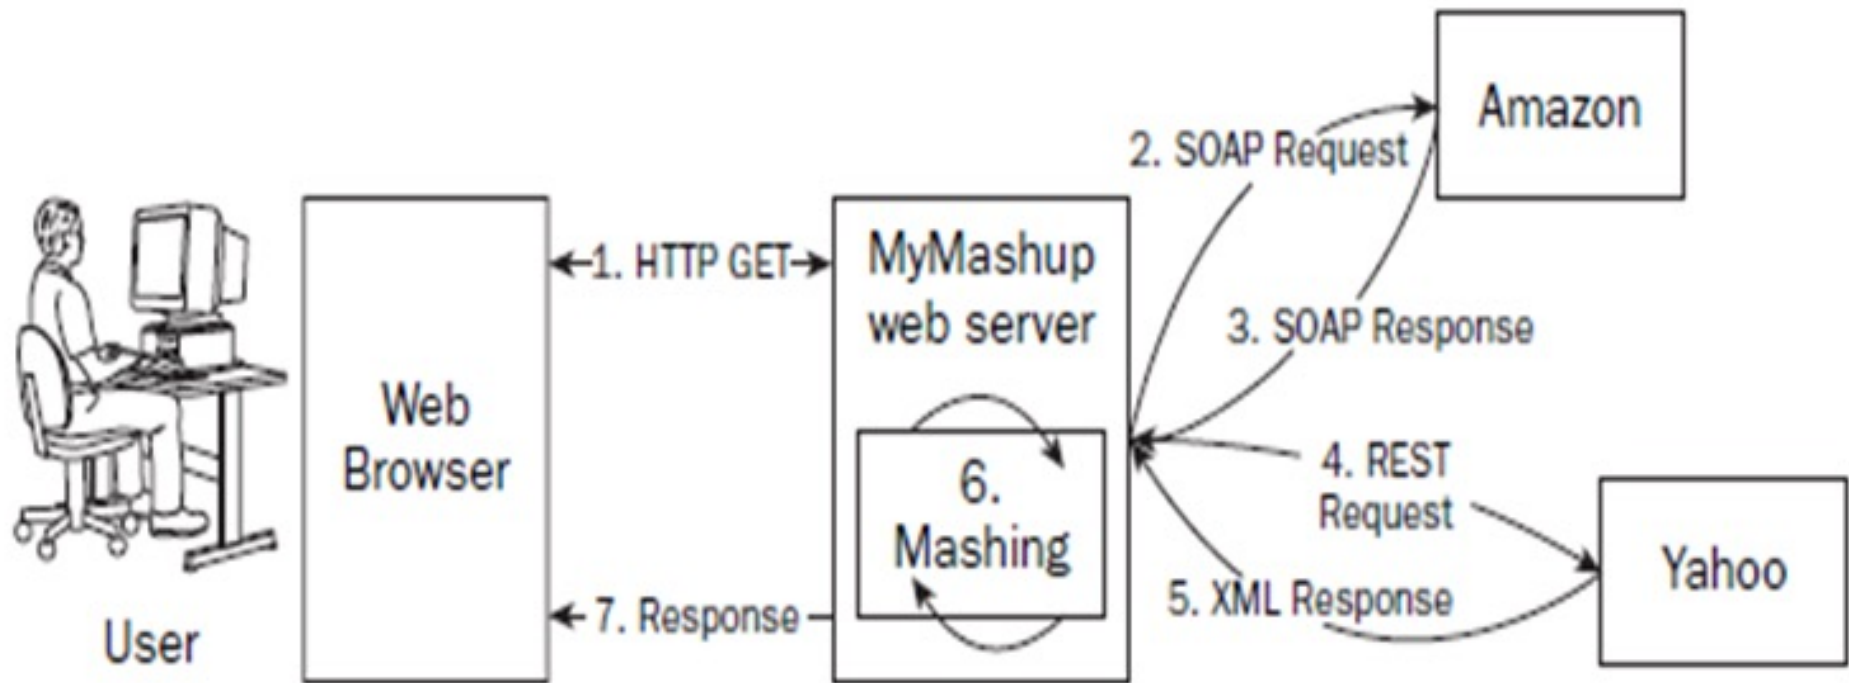 Amazon
2. SOAP Request
1. HTTP GET
MyMashup
web server
3. SOAP Response
Web
Browser
4. REST
Request
6.
Mashing
Yahoo
5. XML Response
7. Response
User